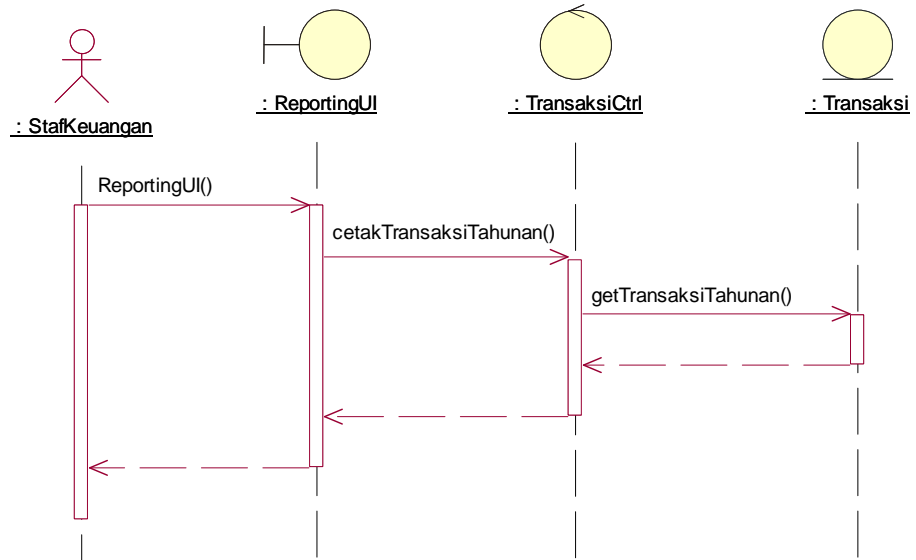 : StafKeuangan
: ReportingUI
: TransaksiCtrl
: Transaksi
ReportingUI()
cetakTransaksiTahunan()
getTransaksiTahunan()